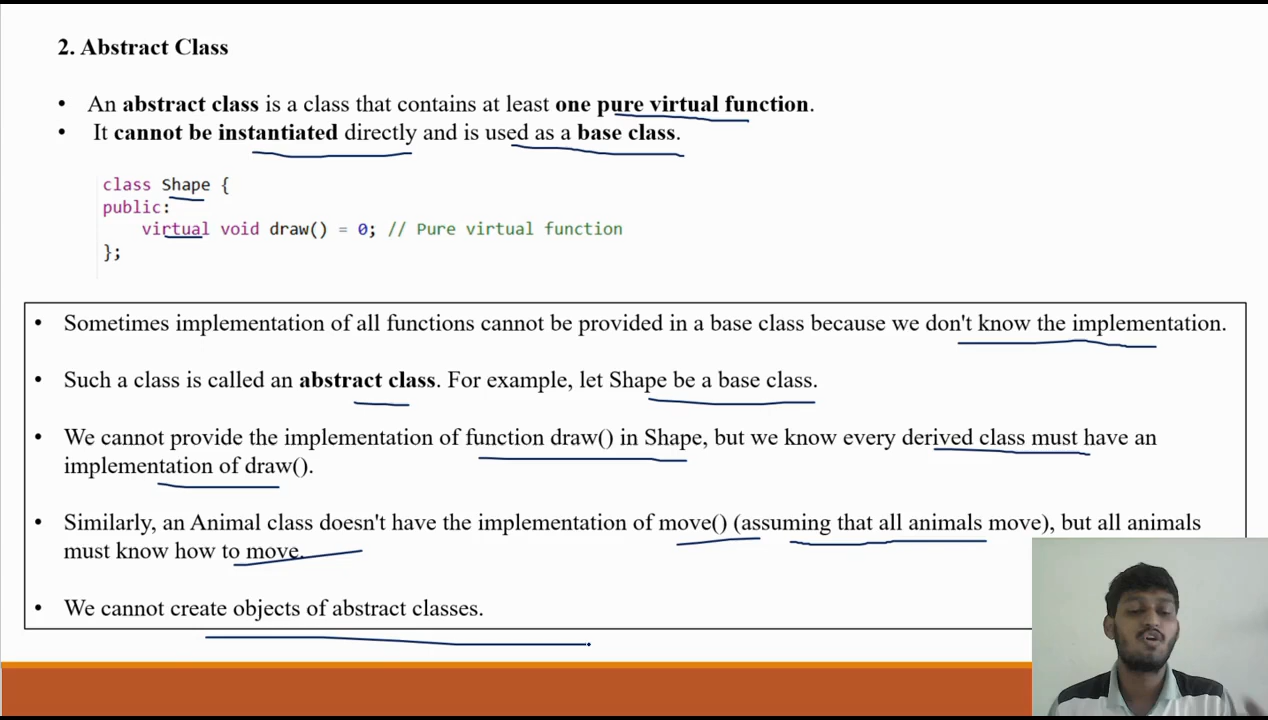 2. Abstract Class
• An abstract class is a class that contains at least one pure virtual function.
• It cannot be instantiated directly and is used as a base class.
class Shape {
public:
    virtual void draw() = 0; // Pure virtual function
};
• Sometimes implementation of all functions cannot be provided in a base class because we don't know the implementation.
• Such a class is called an abstract class. For example, let Shape be a base class.
• We cannot provide the implementation of function draw() in Shape, but we know every derived class must have an
implementation of draw().
• Similarly, an Animal class doesn't have the implementation of move() (assuming that all animals move), but all animals
must know how to move.
• We cannot create objects of abstract classes.